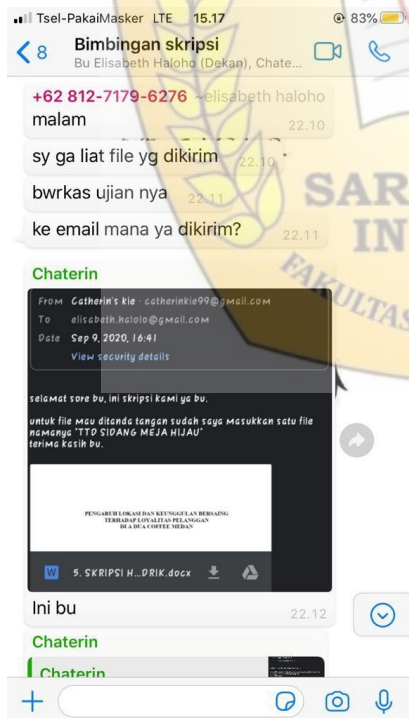 Tsel-PakaiMasker LTE 15.17 83%
8 Bimbingan skripsi
Bu Elisabeth Haloho (Dekan), Chate...
+62 812-7179-6276 ~elisabeth haloho
malam 22.10
sy ga liat file yg dikirim 22.10
bwrkas ujian nya 22.11
ke email mana ya dikirim? 22.11
SAR
IN
FAKULTAS
Chaterin
From Catherin's kie · catherinkie99@gmail.com
To elisabeth.halolo@gmail.com
Date Sep 9, 2020, 16:41
View security details
selamat sore bu, ini skripsi kami ya bu.
untuk file mau ditanda tangan sudah saya masukkan satu file
namanya "TTD SIDANG MEJA HIJAU"
terima kasih bu.
PENGARUH LOKASI DAN KEUNGGULAN BERSAING
TERHADAP LOYALITAS PELANGGAN
DI A DUA COFFEE MEDAN
W 5. SKRIPSI H...DRIK.docx
Ini bu 22.12
Chaterin
Chaterin